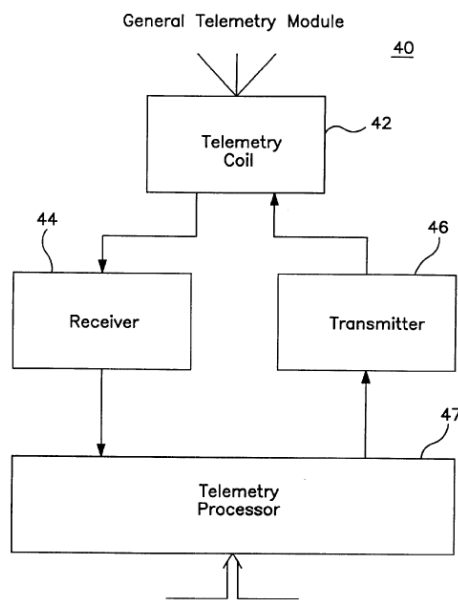 General Telemetry Module
40
42
Telemetry
Coil
44
46
Receiver
Transmitter
47
Telemetry
Processor